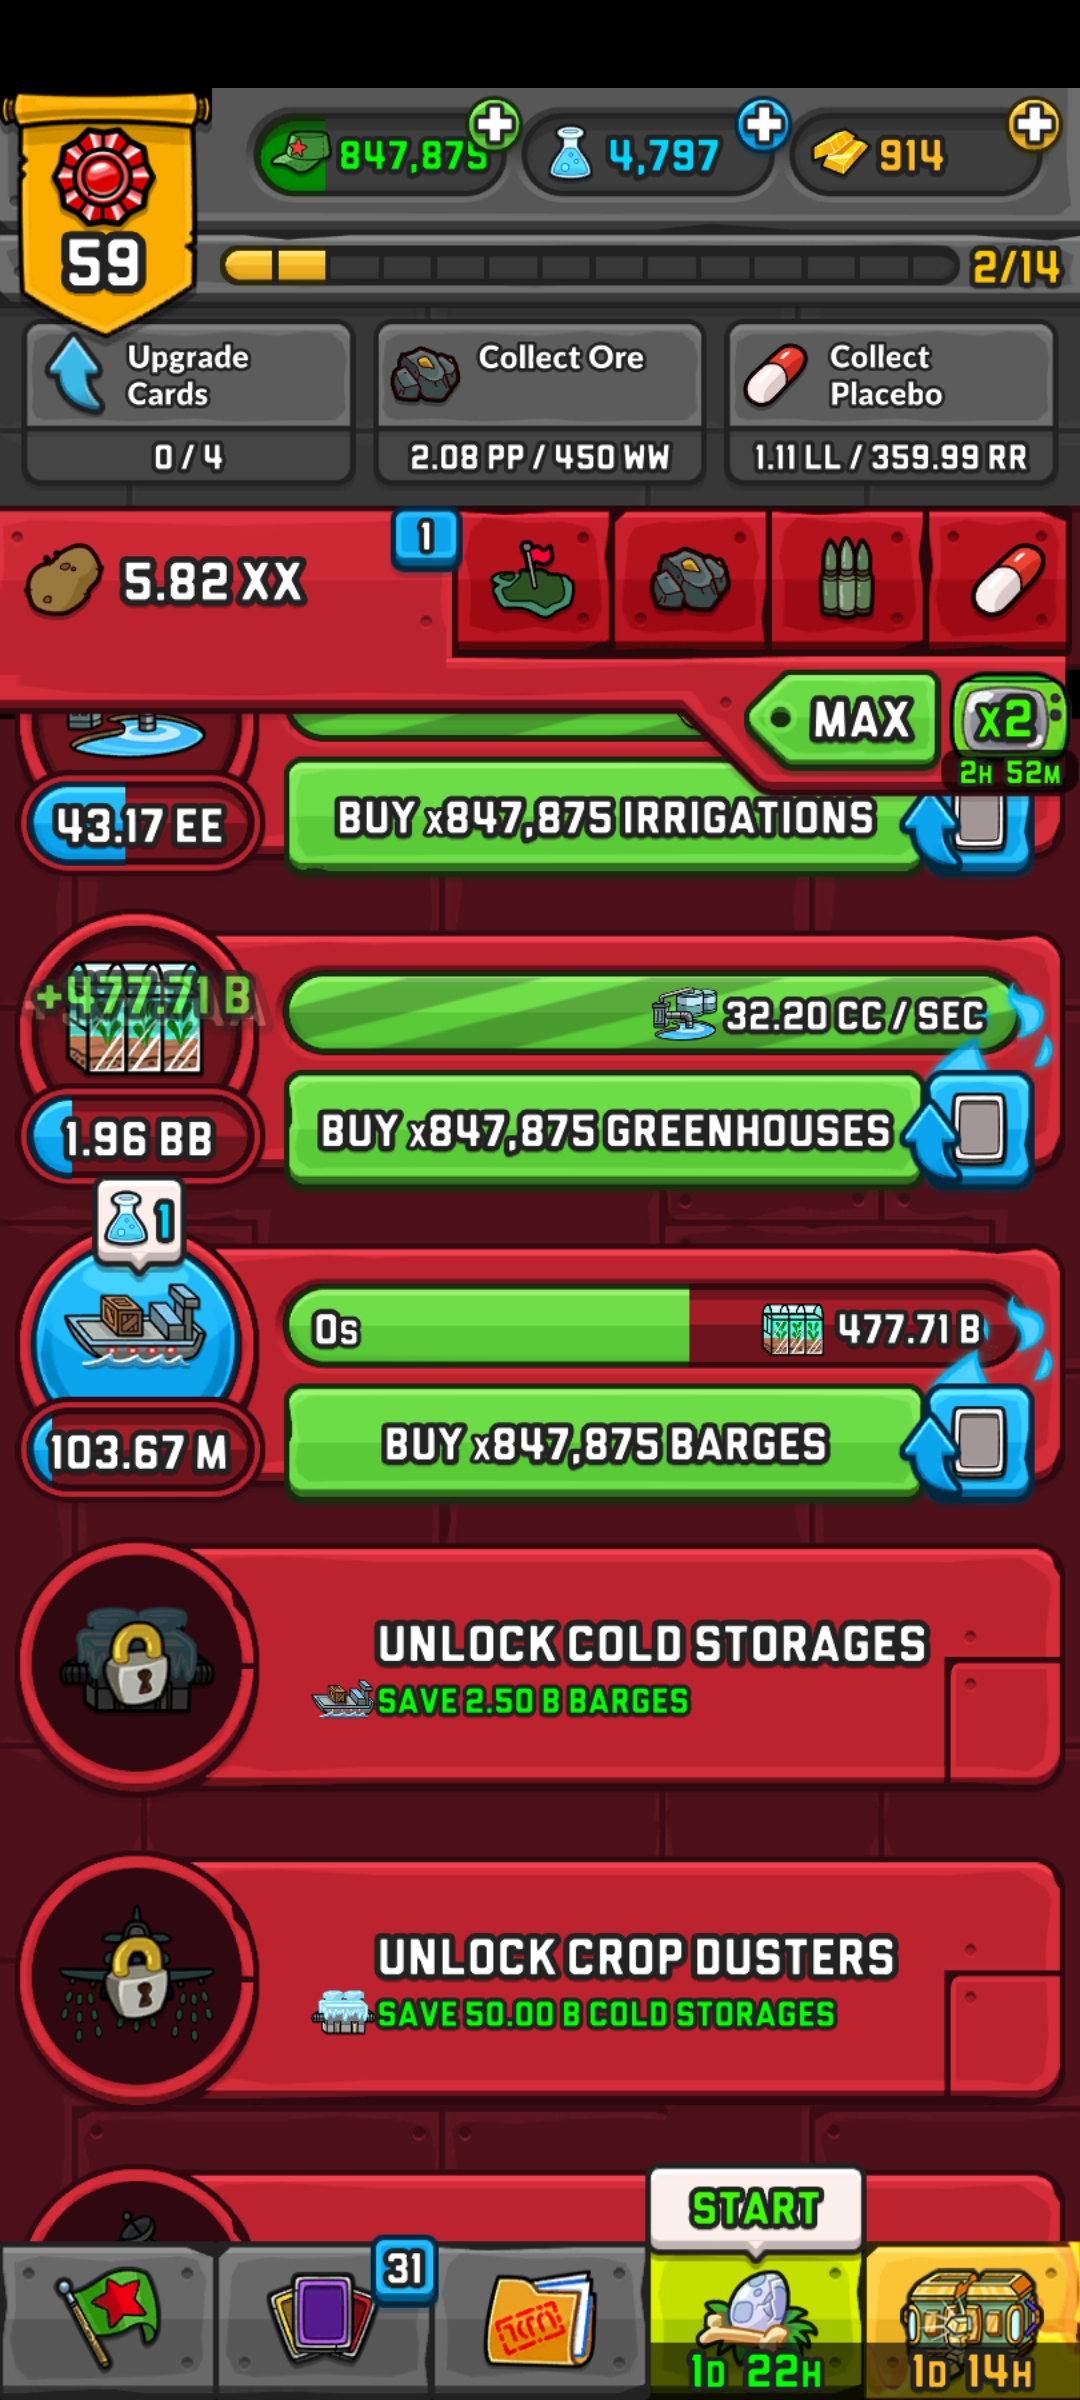 847,875
4,797
914
59
2/14
Upgrade
Cards
0 / 4
Collect Ore
2.08 PP / 450 WW
Collect
Placebo
1.11 LL / 359.99 RR
5.82 XX
1
MAX
x2
2H 52M
43.17 EE
BUY x847,875 IRRIGATIONS
+477.71 B
32.20 CC / SEC
1.96 BB
BUY x847,875 GREENHOUSES
1
0s
477.71 B
103.67 M
BUY x847,875 BARGES
UNLOCK COLD STORAGES
SAVE 2.50 B BARGES
UNLOCK CROP DUSTERS
SAVE 50.00 B COLD STORAGES
START
31
1D 22H
1D 14H